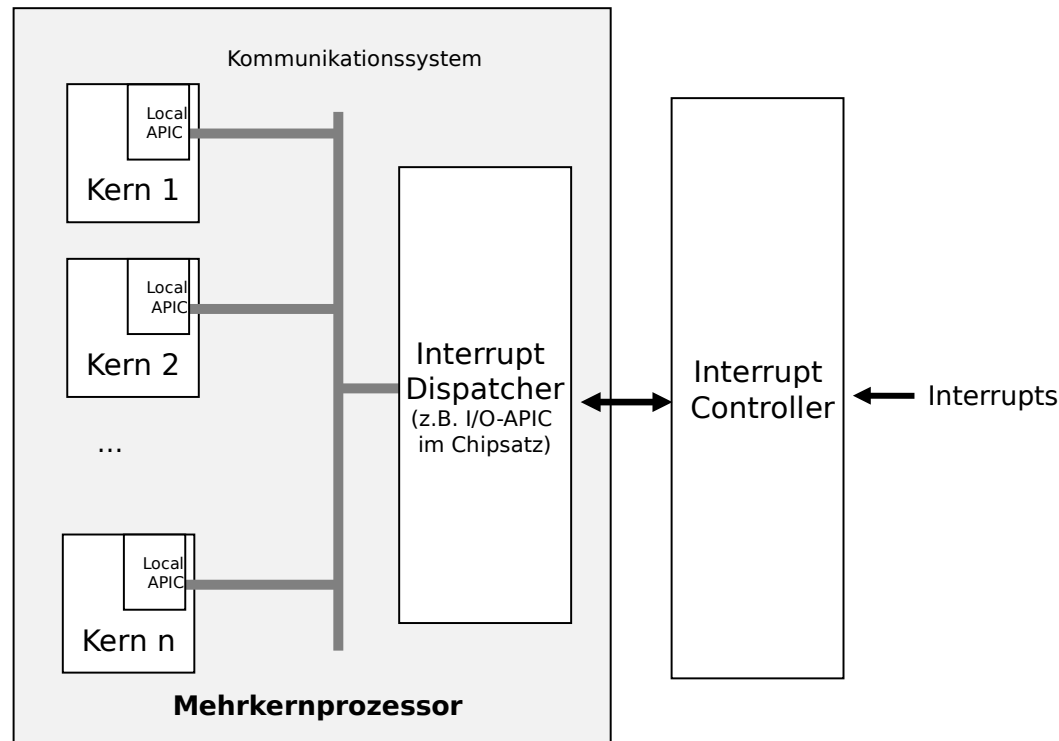 Kommunikationssystem
Local
APIC
Kern 1
Local
APIC
Kern 2
...
Local
APIC
Kern n
Interrupt
Dispatcher
(z.B. I/O-APIC
im Chipsatz)
Interrupt
Controller
Interrupts
Mehrkernprozessor